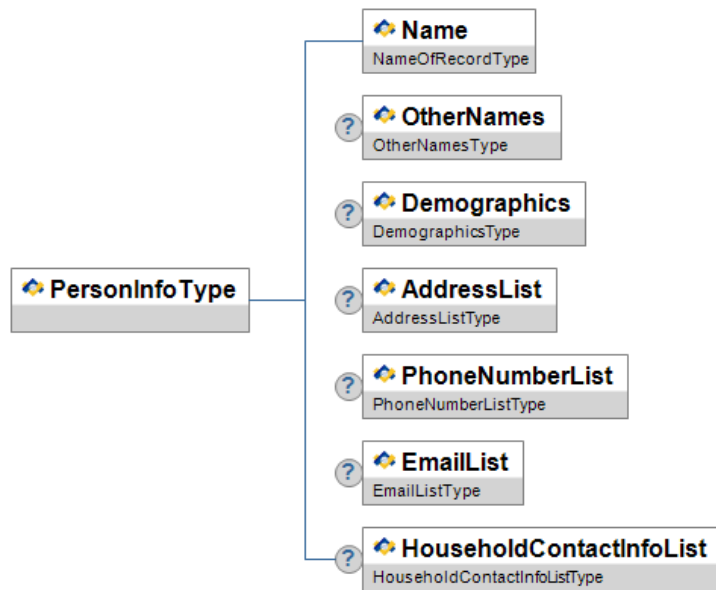 Name
NameOfRecordType
?
OtherNames
OtherNamesType
?
Demographics
DemographicsType
PersonInfoType
?
AddressList
AddressListType
?
PhoneNumberList
PhoneNumberListType
?
EmailList
EmailListType
?
HouseholdContactInfoList
HouseholdContactInfoListType